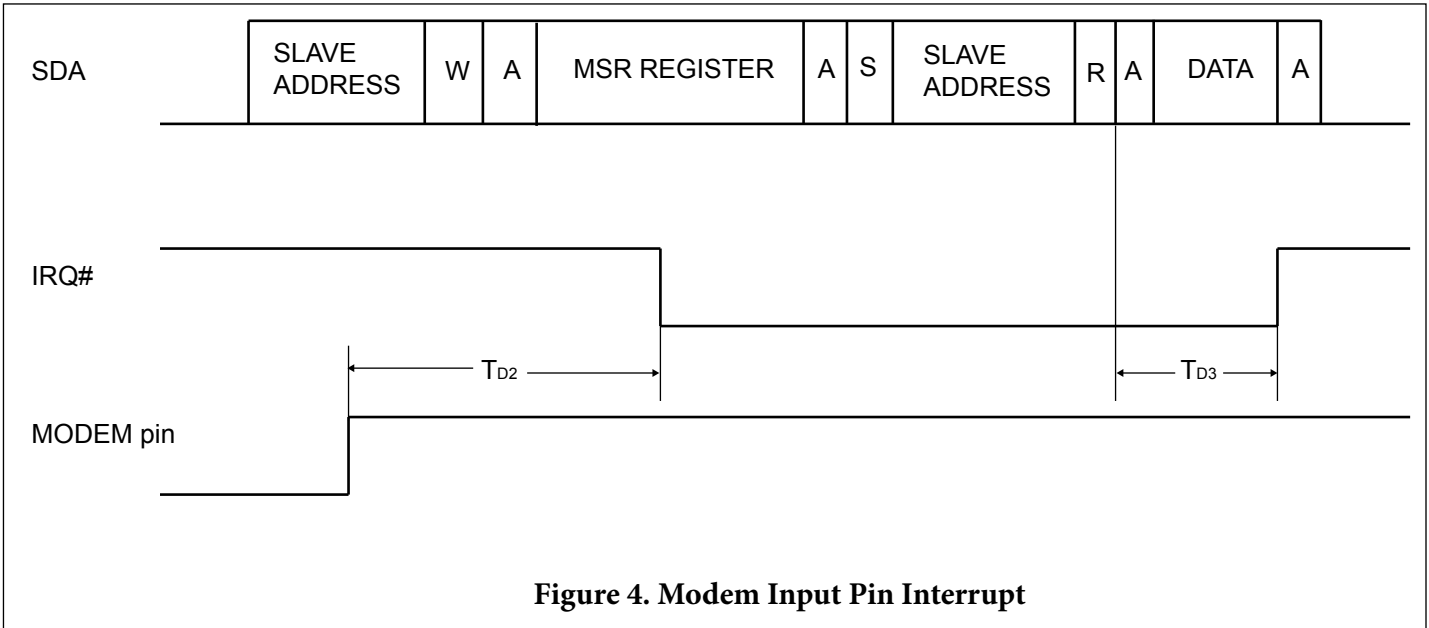 SDA
SLAVE
ADDRESS
W
A
MSR REGISTER
A
S
SLAVE
ADDRESS
R
A
DATA
A
IRQ#
TD2
TD3
MODEM pin
Figure 4. Modem Input Pin Interrupt